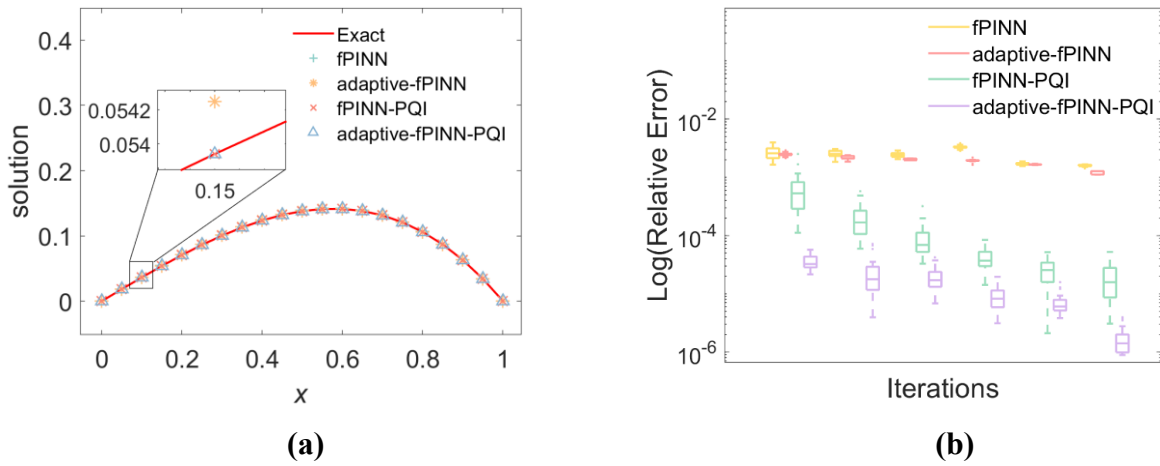 0.4
0.3
0.2
0.1
0
solution
Exact
fPINN
adaptive-fPINN
fPINN-PQI
adaptive-fPINN-PQI
0.0542
0.054
0.15
0
0.2
0.4
0.6
0.8
1
x
(a)
fPINN
adaptive-fPINN
fPINN-PQI
adaptive-fPINN-PQI
10-2
10-4
10-6
Log(Relative Error)
Iterations
(b)